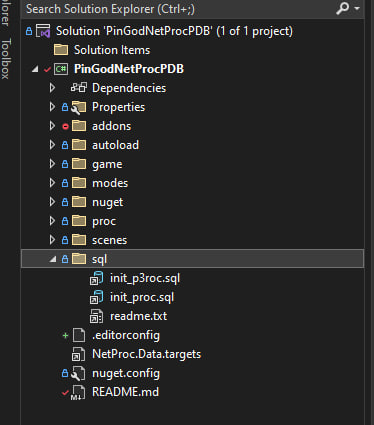 Search Solution Explorer (Ctrl+;)
Solution 'PinGodNetProcPDB' (1 of 1 project)
Solution Items
PinGodNetProcPDB
Dependencies
Properties
addons
autoload
game
modes
nuget
proc
scenes
sql
init_p3roc.sql
init_proc.sql
readme.txt
.editorconfig
NetProc.Data.targets
nuget.config
README.md
plorer
Toolbox